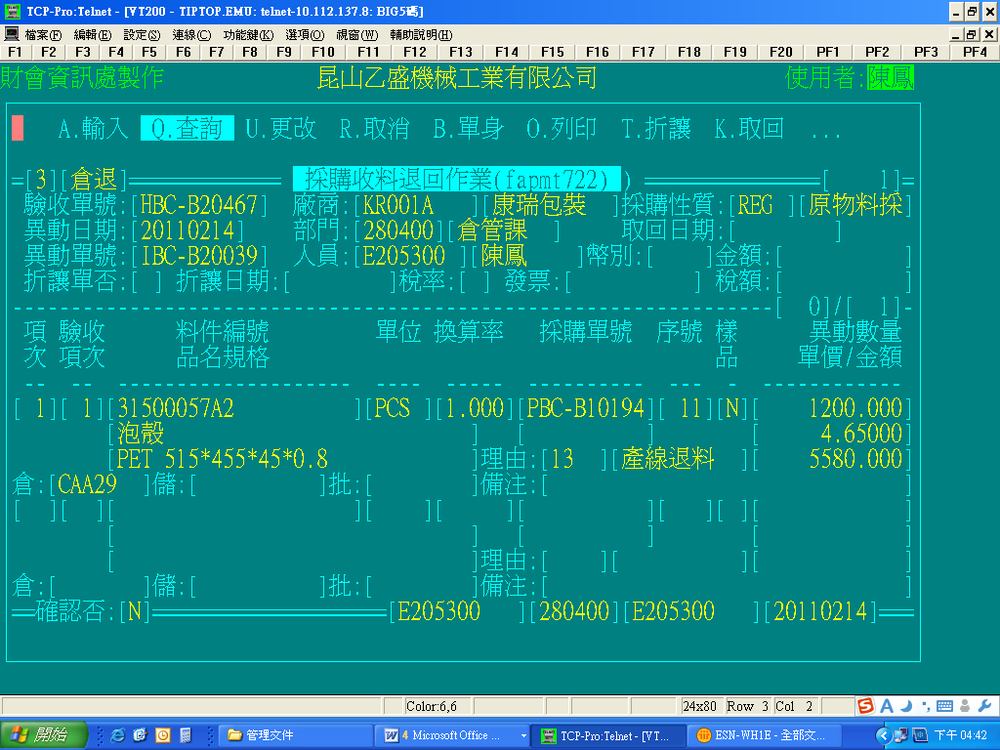 TCP-Pro:Telnet - [VT200 - TIPTOP.EMU: telnet-10.112.137.8: BIG5碼]
檔案(F) 編輯(E) 設定(S) 連線(C) 功能鍵(K) 選項(O) 視窗(W) 輔助說明(H)
F1 F2 F3 F4 F5 F6 F7 F8 F9 F10 F11 F12 F13 F14 F15 F16 F17 F18 F19 F20 PF1 PF2 PF3 PF4
財會資訊處製作 昆山乙盛機械工業有限公司 使用者:陳鳳
A.輸入 Q.查詢 U.更改 R.取消 B.單身 O.列印 T.折讓 K.取回 ...
=[3][倉退]============= 採購收料退回作業(fapmt722) ) ===============[ 1]=
驗收單號:[HBC-B20467] 廠商:[KR001A ][康瑞包裝 ]採購性質:[REG ][原物料採]
異動日期:[20110214] 部門:[280400][倉管課 ] 取回日期:[ ]
異動單號:[IBC-B20039] 人員:[E205300 ][陳鳳 ]幣別:[ ]金額:[ ]
折讓單否:[ ] 折讓日期:[ ]稅率:[ ] 發票:[ ] 稅額:[ ]
-----------------------------------------------------------------[ 0]/[ 1]-
項 驗收 料件編號 單位 換算率 採購單號 序號 樣 異動數量
次 項次 品名規格 品 單價/金額
-- -- -------------------- ---- ----- ---------- --- - ------------
[ 1][ 1][31500057A2 ][PCS ][1.000][PBC-B10194][ 11][N][ 1200.000]
[泡殼 ] [ ] [ 4.65000]
[PET 515*455*45*0.8 ]理由:[13 ][產線退料 ][ 5580.000]
倉:[CAA29 ]儲:[ ]批:[ ]備注:[ ]
[ ][ ][ ][ ][ ][ ][ ][ ][ ]
[ ] [ ] [ ]
[ ]理由:[ ][ ][ ]
倉:[ ]儲:[ ]批:[ ]備注:[ ]
==確認否:[N]====================[E205300 ][280400][E205300 ][20110214]===
Color:6,6 24x80 Row 3 Col 2
開始 管理文件 4 Microsoft Office ... TCP-Pro:Telnet - [VT... ESN-WH1E - 全部文... 下午 04:42